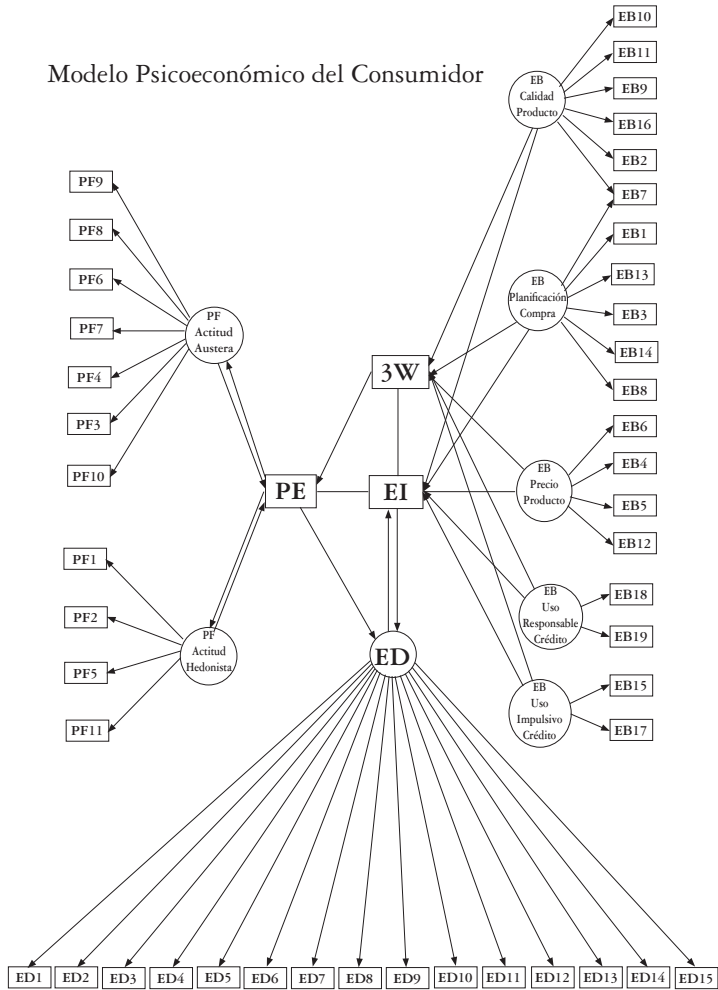 Modelo Psicoeconómico del Consumidor
EB10
EB11
EB9
EB16
EB2
EB7
EB
Calidad
Producto
EB1
EB13
EB3
EB14
EB8
EB
Planificación
Compra
PF9
PF8
PF6
PF7
PF4
PF3
PF10
PF
Actitud
Austera
3W
PE
EI
EB6
EB4
EB5
EB12
EB
Precio
Producto
PF1
PF2
PF5
PF11
PF
Actitud
Hedonista
ED
EB18
EB19
EB
Uso
Responsable
Crédito
EB15
EB17
EB
Uso
Impulsivo
Crédito
ED1 ED2 ED3 ED4 ED5 ED6 ED7 ED8 ED9 ED10 ED11 ED12 ED13 ED14 ED15